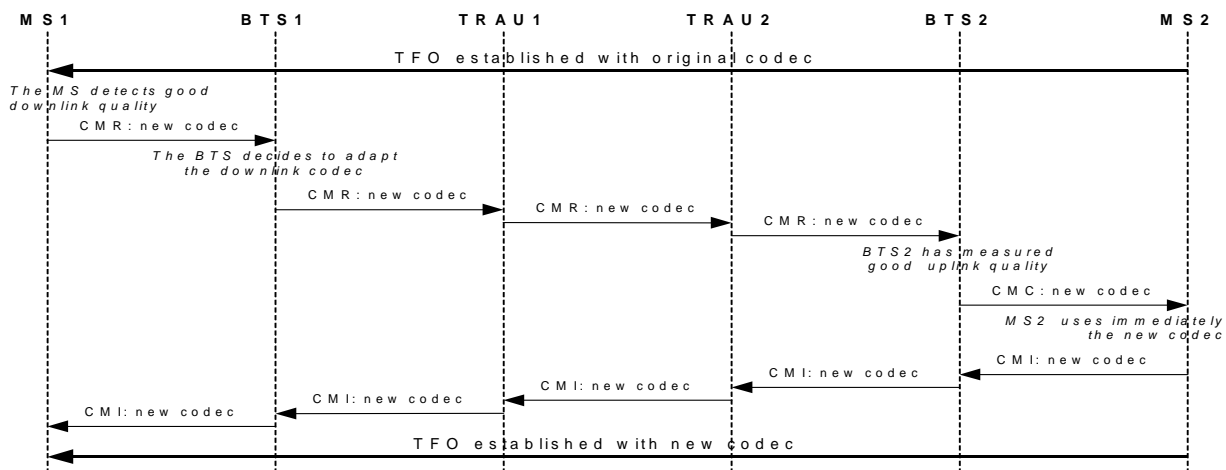 MS1 BTS1 TRAU1 TRAU2 BTS2 MS2
TFO established with original codec
The MS detects good
downlink quality
CMR: new codec
The BTS decides to adapt
the downlink codec
CMR: new codec
CMR: new codec
CMR: new codec
BTS2 has measured
good uplink quality
CMC: new codec
MS2 uses immediately
the new codec
CMI: new codec
CMI: new codec
CMI: new codec
CMI: new codec
CMI: new codec
TFO established with new codec